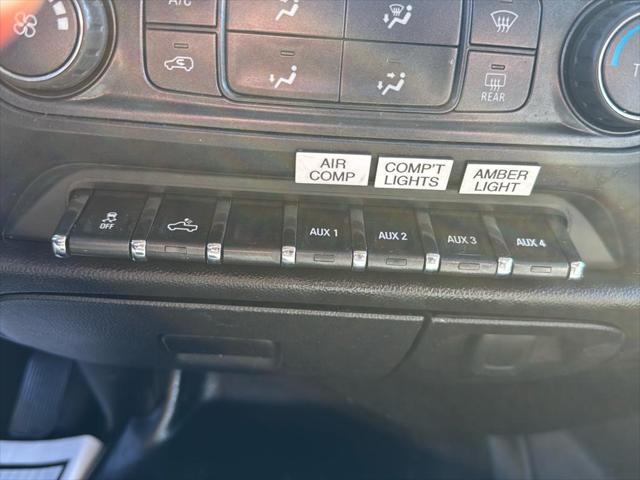 A/C
REAR
T
AIR
COMP
COMP'T
LIGHTS
AMBER
LIGHT
OFF
AUX 1
AUX 2
AUX 3
AUX 4